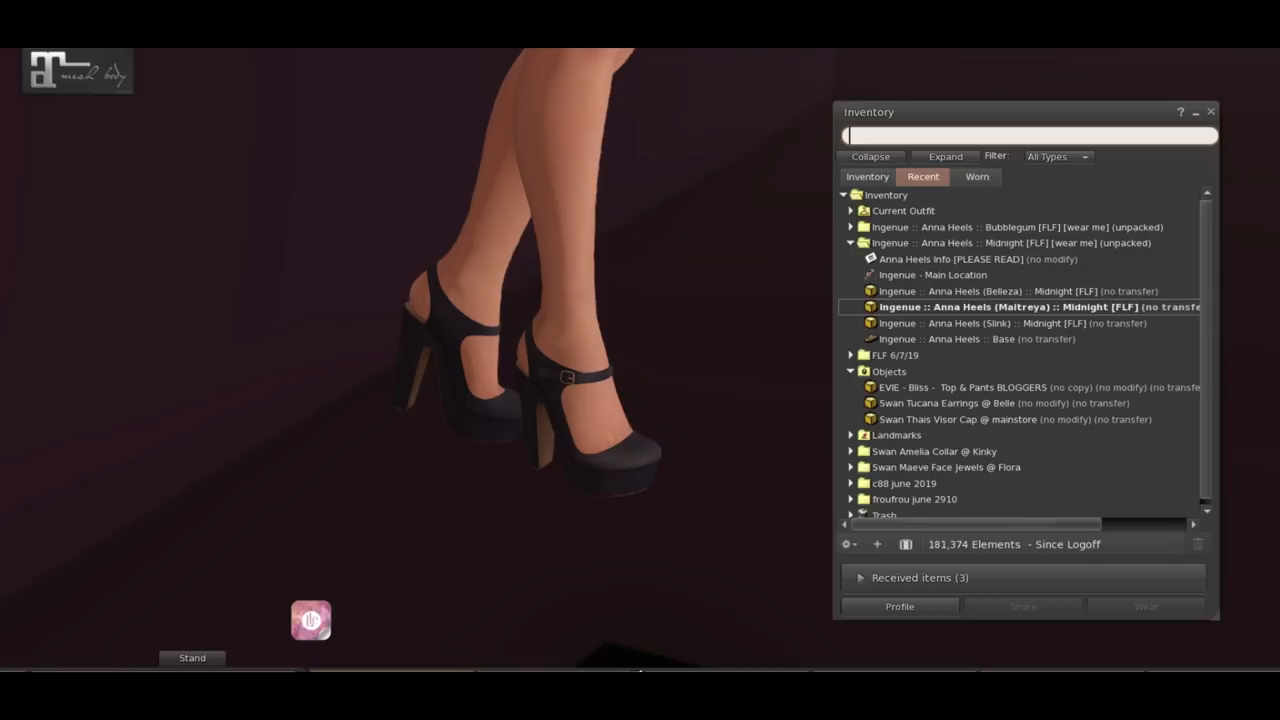 mesh body
Inventory
?
Collapse
Expand
Filter:
All Types
Inventory
Recent
Worn
Inventory
Current Outfit
Ingenue :: Anna Heels :: Bubblegum [FLF] [wear me] (unpacked)
Ingenue :: Anna Heels :: Midnight [FLF] [wear me] (unpacked)
Anna Heels Info [PLEASE READ] (no modify)
Ingenue - Main Location
Ingenue :: Anna Heels (Belleza) :: Midnight [FLF] (no transfer)
Ingenue :: Anna Heels (Maitreya) :: Midnight [FLF] (no transfe
Ingenue :: Anna Heels (Slink) :: Midnight [FLF] (no transfer)
Ingenue :: Anna Heels :: Base (no transfer)
FLF 6/7/19
Objects
EVIE - Bliss - Top & Pants BLOGGERS (no copy) (no modify) (no transfe
Swan Tucana Earrings @ Belle (no modify) (no transfer)
Swan Thais Visor Cap @ mainstore (no modify) (no transfer)
Landmarks
Swan Amelia Collar @ Kinky
Swan Maeve Face Jewels @ Flora
c88 june 2019
froufrou june 2910
Trash
181,374 Elements - Since Logoff
Received items (3)
Profile
Share
Wear
Stand